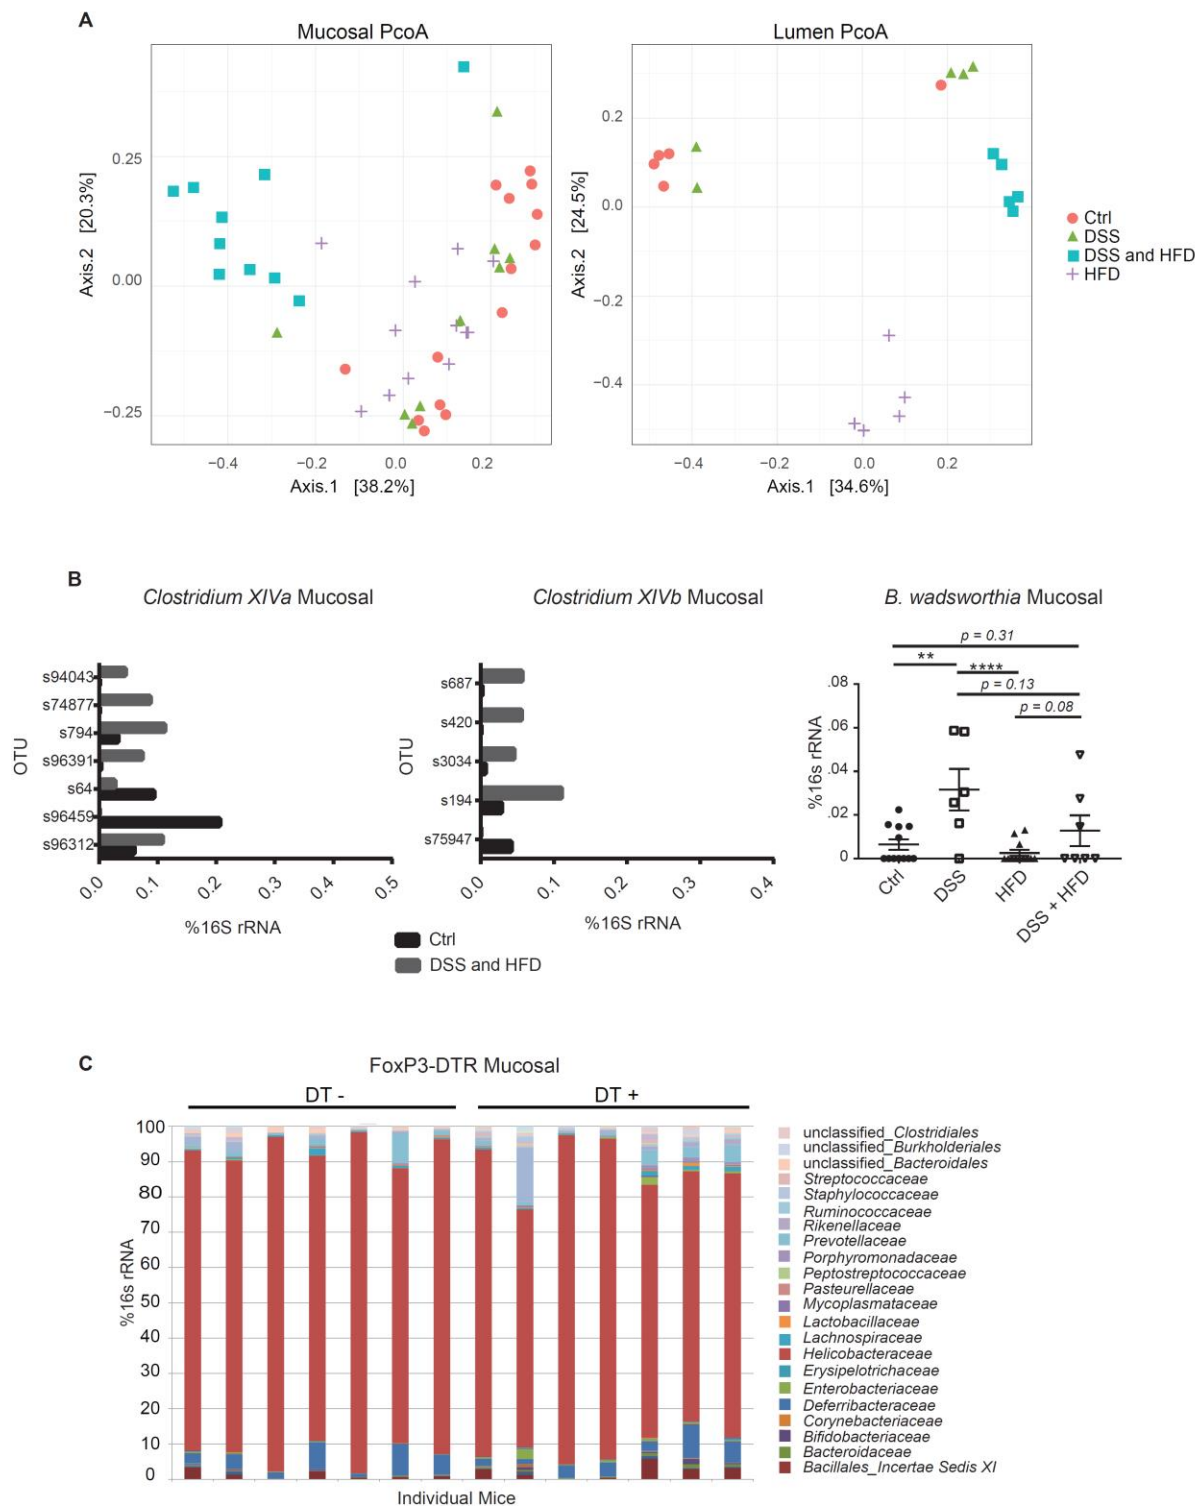 A
Mucosal PcoA
Lumen PcoA
Axis.2 [20.3%]
0.25
0.00
−0.25
−0.4
−0.2
0.0
0.2
Axis.1 [38.2%]
Axis.2 [24.5%]
0.2
0.0
−0.2
−0.4
−0.4
−0.2
0.0
0.2
Axis.1 [34.6%]
Ctrl
DSS
DSS and HFD
HFD
B
Clostridium XIVa Mucosal
OTU
s94043
s74877
s794
s96391
s64
s96459
s96312
0.0
0.1
0.2
0.3
0.4
0.5
%16S rRNA
Clostridium XIVb Mucosal
OTU
s687
s420
s3034
s194
s75947
0.0
0.1
0.2
0.3
0.4
%16S rRNA
Ctrl
DSS and HFD
B. wadsworthia Mucosal
p = 0.31
**
****
p = 0.13
p = 0.08
%16s rRNA
.08
.06
.04
.02
0
Ctrl
DSS
HFD
DSS + HFD
C
FoxP3-DTR Mucosal
DT -
DT +
%16s rRNA
100
90
80
70
60
50
40
30
20
10
0
Individual Mice
unclassified_Clostridiales
unclassified_Burkholderiales
unclassified_Bacteroidales
Streptococcaceae
Staphylococcaceae
Ruminococcaceae
Rikenellaceae
Prevotellaceae
Porphyromonadaceae
Peptostreptococcaceae
Pasteurellaceae
Mycoplasmataceae
Lactobacillaceae
Lachnospiraceae
Helicobacteraceae
Erysipelotrichaceae
Enterobacteriaceae
Deferribacteraceae
Corynebacteriaceae
Bifidobacteriaceae
Bacteroidaceae
Bacillales_Incertae Sedis XI